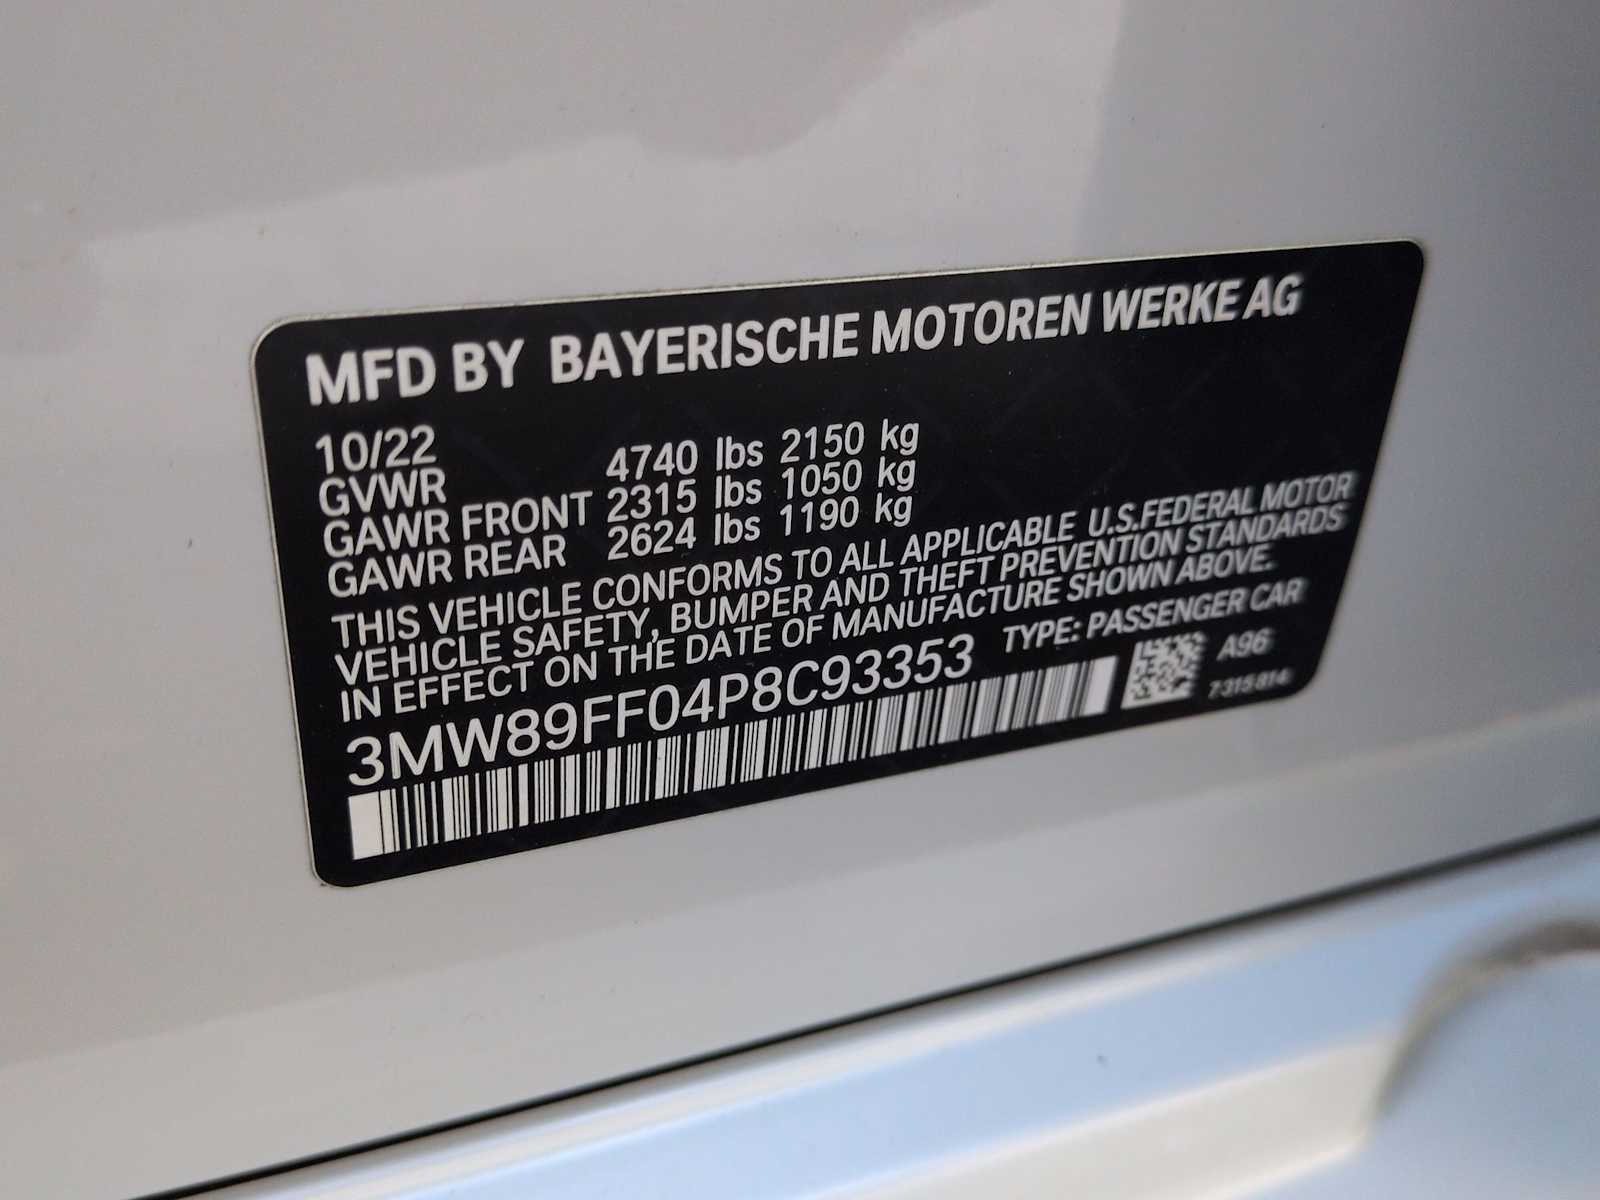 MFD BY BAYERISCHE MOTOREN WERKE AG
10/22
GVWR 4740 lbs 2150 kg
GAWR FRONT 2315 lbs 1050 kg
GAWR REAR 2624 lbs 1190 kg
THIS VEHICLE CONFORMS TO ALL APPLICABLE U.S.FEDERAL MOTOR
VEHICLE SAFETY, BUMPER AND THEFT PREVENTION STANDARDS
IN EFFECT ON THE DATE OF MANUFACTURE SHOWN ABOVE.
3MW89FF04P8C93353 TYPE: PASSENGER CAR
A96
7315814